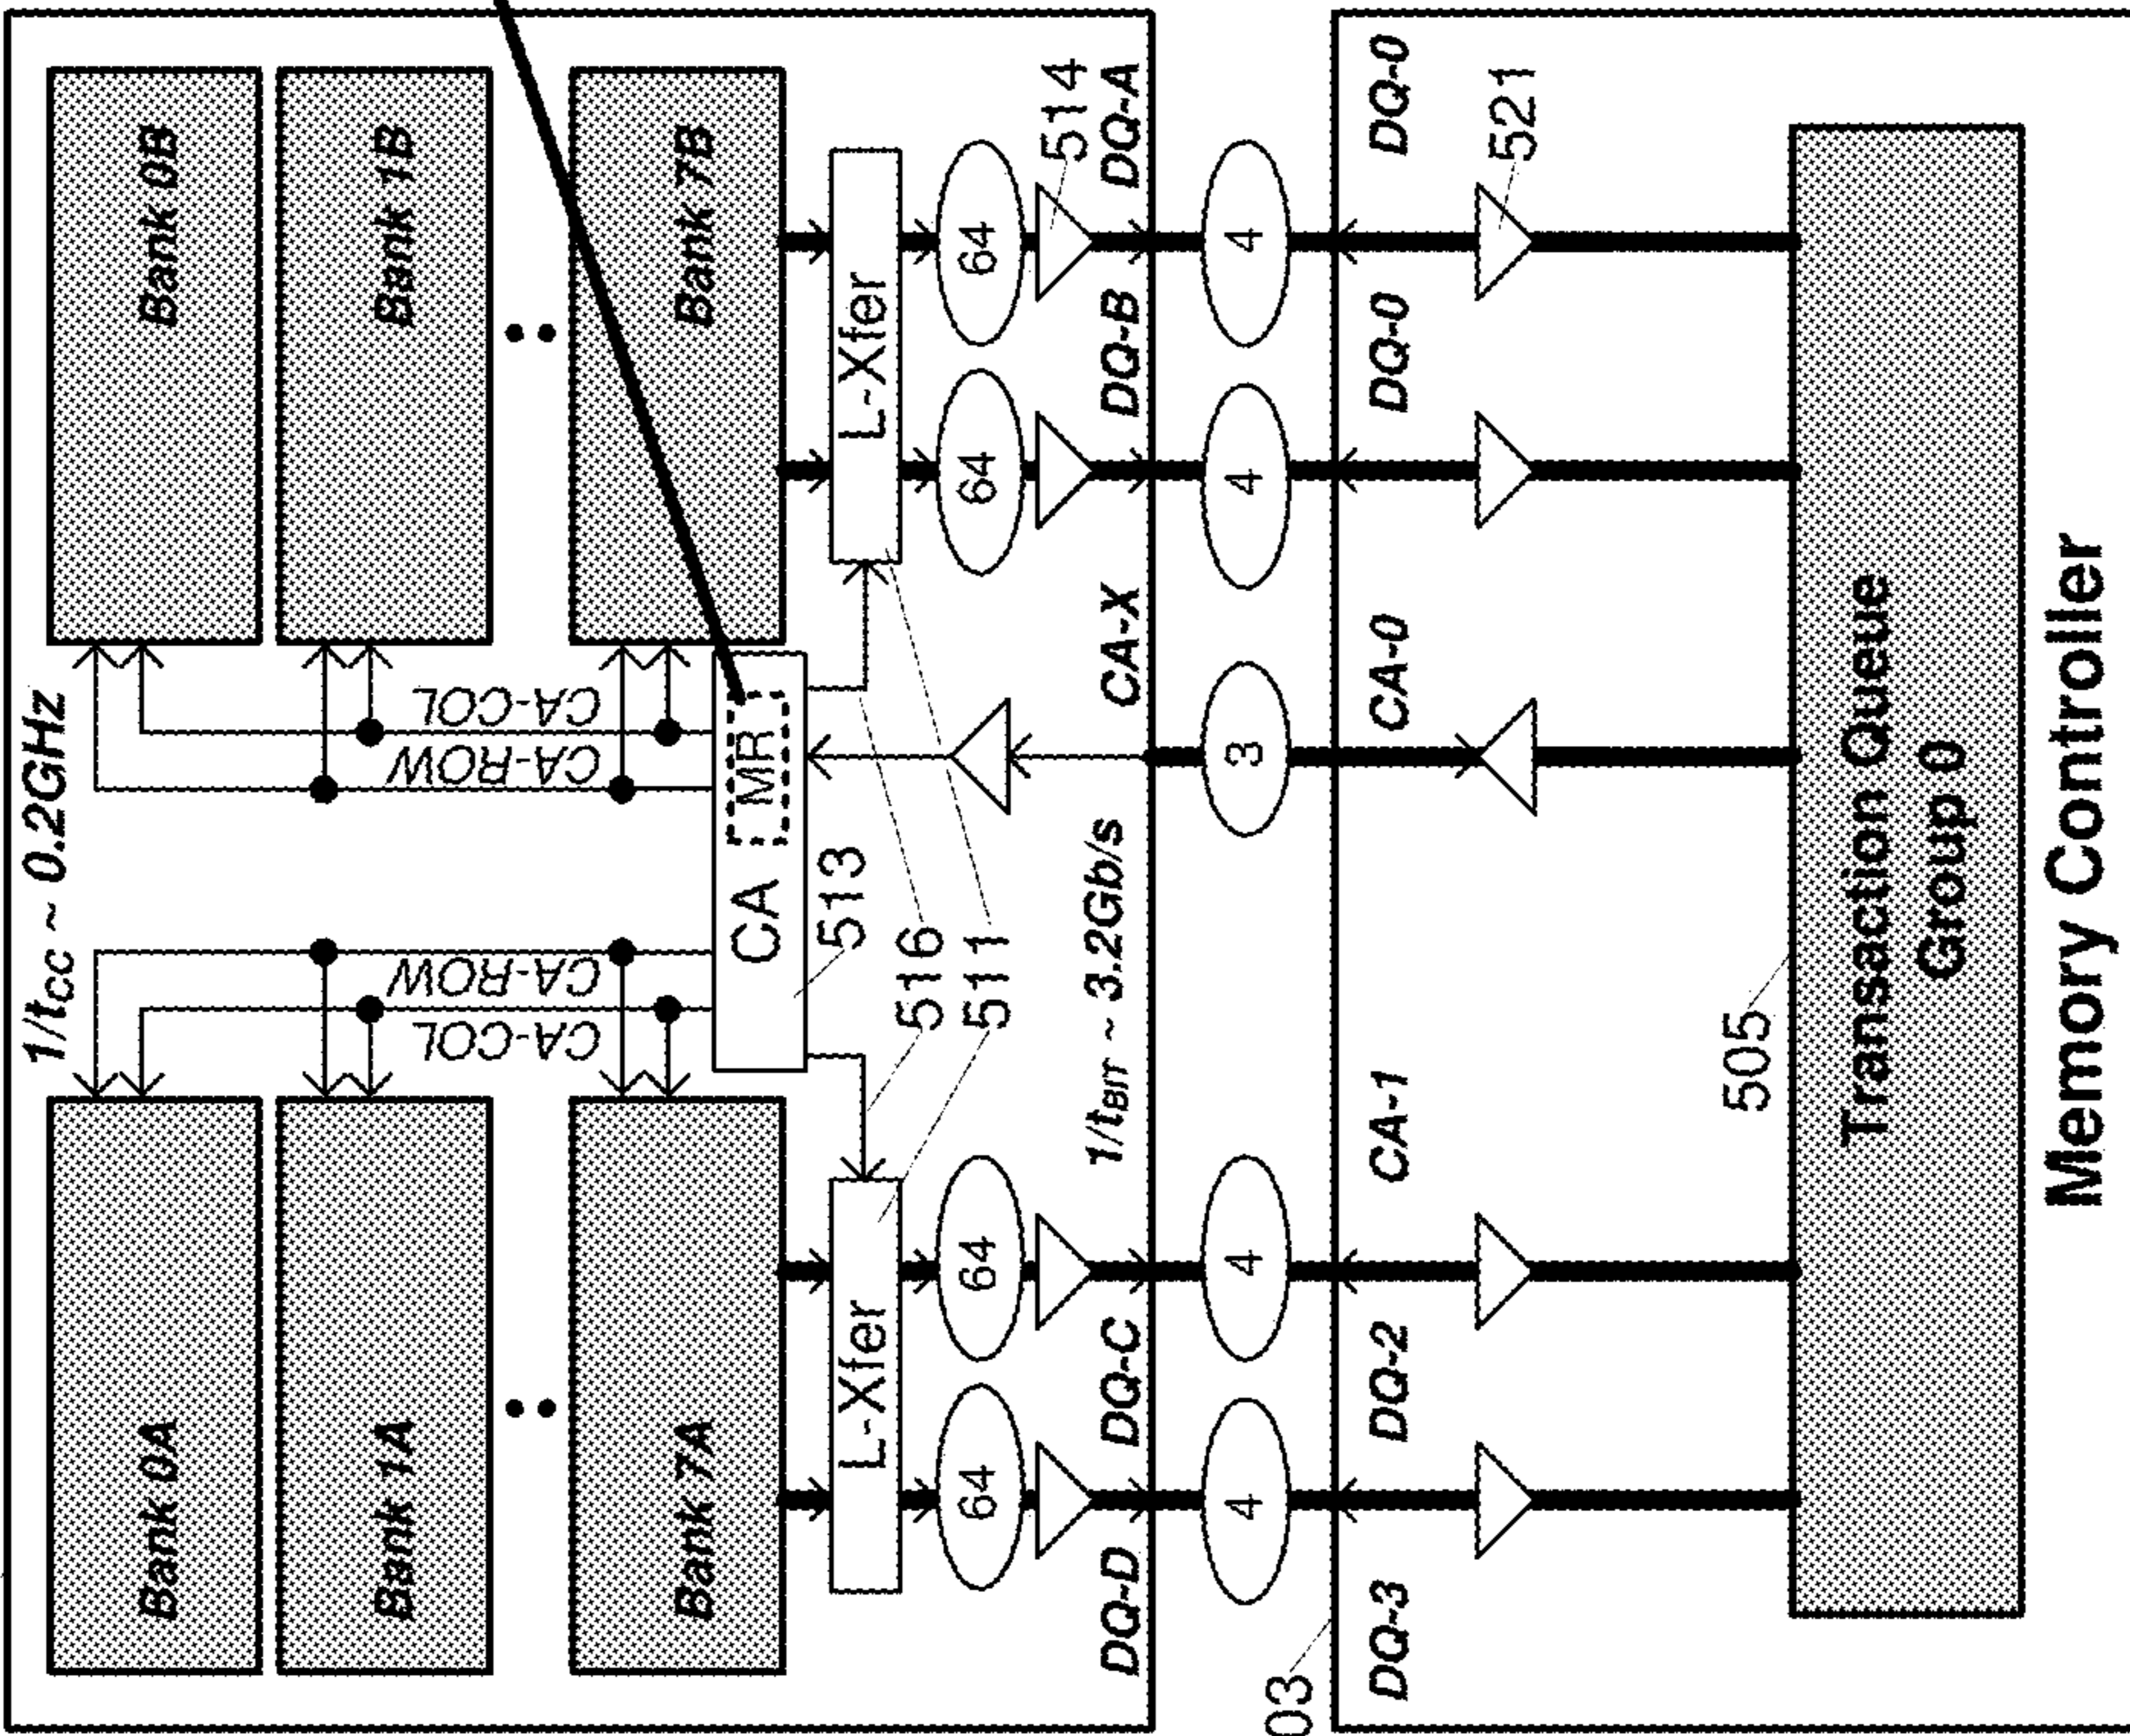 1/tCC ~ 0.2GHz
Bank 0A
Bank 0B
Bank 1A
Bank 1B
CA-COL
CA-ROW
CA-ROW
CA-COL
Bank 7A
Bank 7B
CA
MR
513
L-Xfer
L-Xfer
516
511
64
64
64
64
514
DQ-D
DQ-C
1/tBIT ~ 3.2Gb/s
CA-X
DQ-B
DQ-A
4
4
3
4
4
03
DQ-3
DQ-2
CA-1
CA-0
DQ-0
DQ-0
521
505
Transaction Queue
Group 0
Memory Controller